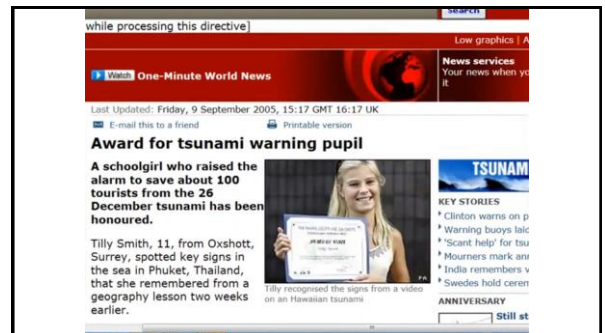 Search
while processing this directive]
Low graphics | A
News services
Your news when yo
it
Watch One-Minute World News
Last Updated: Friday, 9 September 2005, 15:17 GMT 16:17 UK
E-mail this to a friend
Printable version
Award for tsunami warning pupil
A schoolgirl who raised the
alarm to save about 100
tourists from the 26
December tsunami has been
honoured.
Tilly Smith, 11, from Oxshott,
Surrey, spotted key signs in
the sea in Phuket, Thailand,
that she remembered from a
geography lesson two weeks
earlier.
PA
Tilly recognised the signs from a video
on an Hawaiian tsunami
TSUNAM
KEY STORIES
Clinton warns on p
Warning buoys laid
'Scant help' for tsu
Mourners mark ann
India remembers v
Swedes hold ceren
ANNIVERSARY
Still st